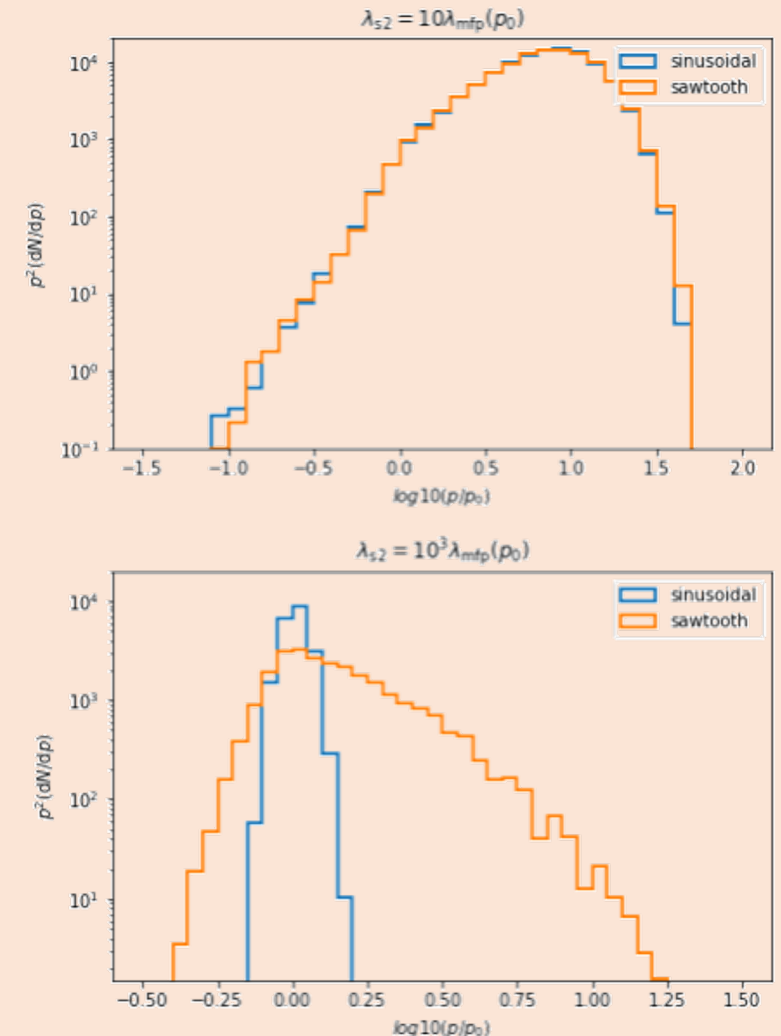 λs2 = 10λmfp(p0)
sinusoidal
sawtooth
10⁴
10³
10²
10¹
10⁰
10⁻¹
p²(dN/dp)
−1.5 −1.0 −0.5 0.0 0.5 1.0 1.5 2.0
log10(p/p0)
λs2 = 10³λmfp(p0)
sinusoidal
sawtooth
10⁴
10³
10²
10¹
p²(dN/dp)
−0.50 −0.25 0.00 0.25 0.50 0.75 1.00 1.25 1.50
log10(p/p0)